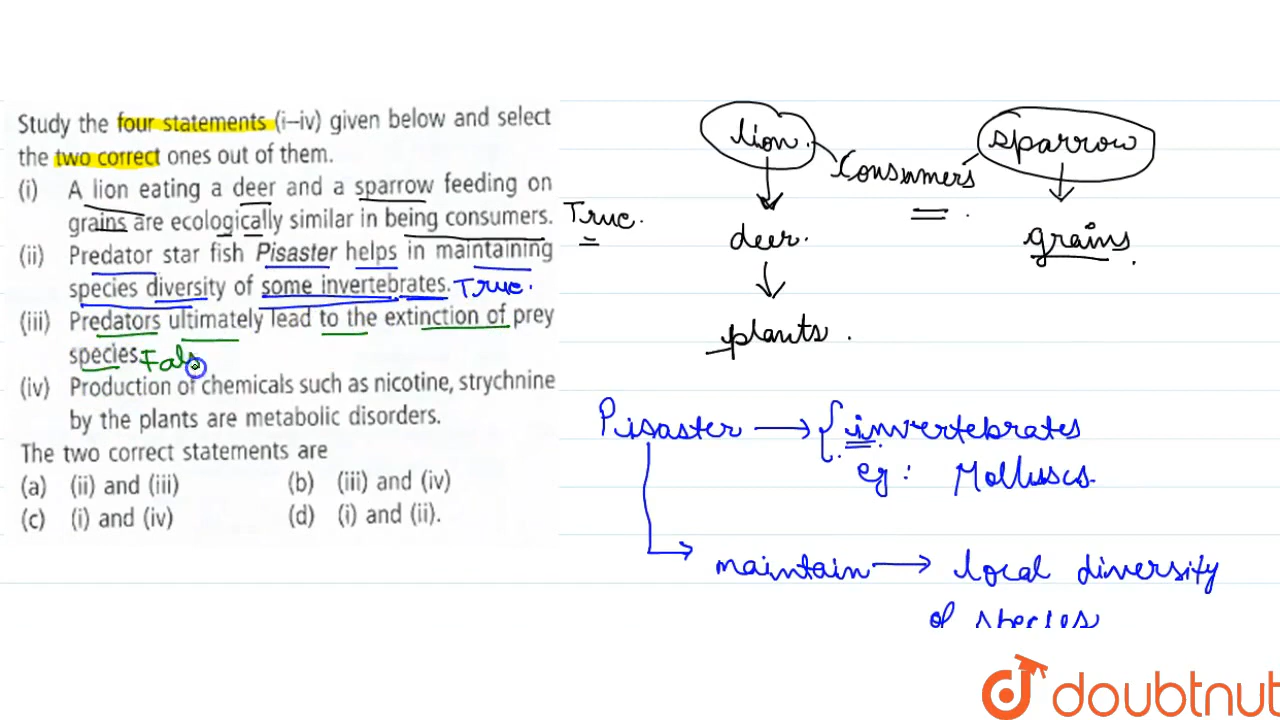 Study the four statements (i–iv) given below and select
the two correct ones out of them.
(i) A lion eating a deer and a sparrow feeding on
grains are ecologically similar in being consumers.
True.
(ii) Predator star fish Pisaster helps in maintaining
species diversity of some invertebrates. True.
(iii) Predators ultimately lead to the extinction of prey
species. Fals
(iv) Production of chemicals such as nicotine, strychnine
by the plants are metabolic disorders.
The two correct statements are
(a) (ii) and (iii) (b) (iii) and (iv)
(c) (i) and (iv) (d) (i) and (ii).
lion. Consumers sparrow
deer. grains.
plants.
Pisaster → { invertebrates
eg: Molluscs.
maintain → local diversity
of species
doubtnut